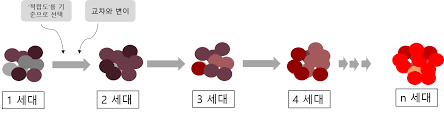 '적합도'를 기
준으로 선택
교차와 변이
1 세대
2 세대
3 세대
4 세대
n 세대